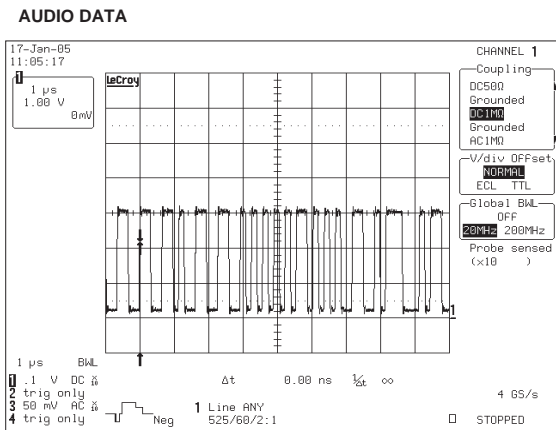 AUDIO DATA
17-Jan-05
11:05:17
1
1 µs
1.00 V
0mV
LeCroy
CHANNEL 1
Coupling
DC50Ω
Grounded
DC1MΩ
Grounded
AC1MΩ
V/div Offset
NORMAL
ECL TTL
Global BWL
OFF
20MHz 200MHz
Probe sensed
(×10 )
1
1 µs BWL
1 .1 V DC ×10
2 trig only
3 50 mV AC ×10
4 trig only
Neg
Δt 0.00 ns 1/Δt ∞
1 Line ANY
525/60/2:1
4 GS/s
STOPPED